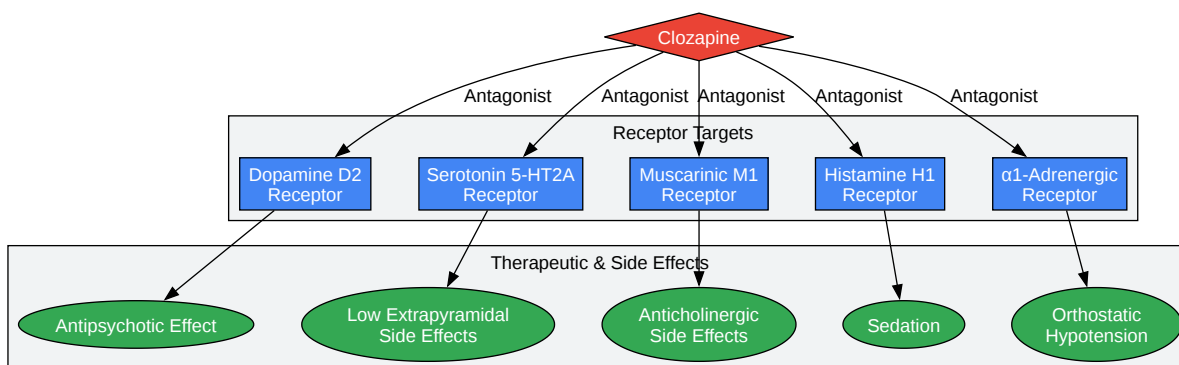 Clozapine
Antagonist
Antagonist
Antagonist
Antagonist
Antagonist
Receptor Targets
Dopamine D2
Receptor
Serotonin 5-HT2A
Receptor
Muscarinic M1
Receptor
Histamine H1
Receptor
α1-Adrenergic
Receptor
Therapeutic & Side Effects
Antipsychotic Effect
Low Extrapyramidal
Side Effects
Anticholinergic
Side Effects
Sedation
Orthostatic
Hypotension